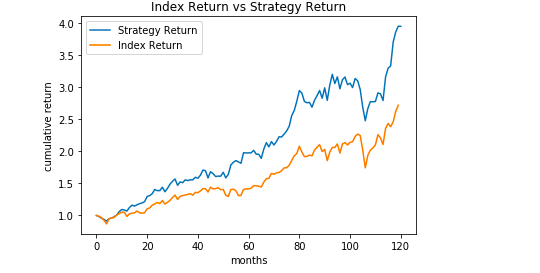 Index Return vs Strategy Return
Strategy Return
Index Return
cumulative return
4.0
3.5
3.0
2.5
2.0
1.5
1.0
0
20
40
60
80
100
120
months